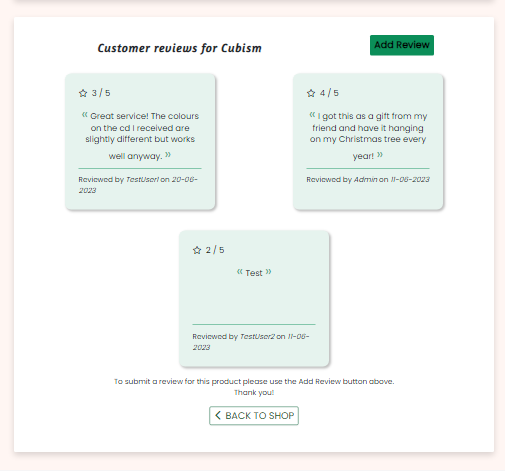 Customer reviews for Cubism
Add Review
3 / 5
« Great service! The colours
on the cd I received are
slightly different but works
well anyway. »
Reviewed by TestUser1 on 20-06-
2023
4 / 5
« I got this as a gift from my
friend and have it hanging
on my Christmas tree every
year! »
Reviewed by Admin on 11-06-2023
2 / 5
« Test »
Reviewed by TestUser2 on 11-06-
2023
To submit a review for this product please use the Add Review button above.
Thank you!
BACK TO SHOP